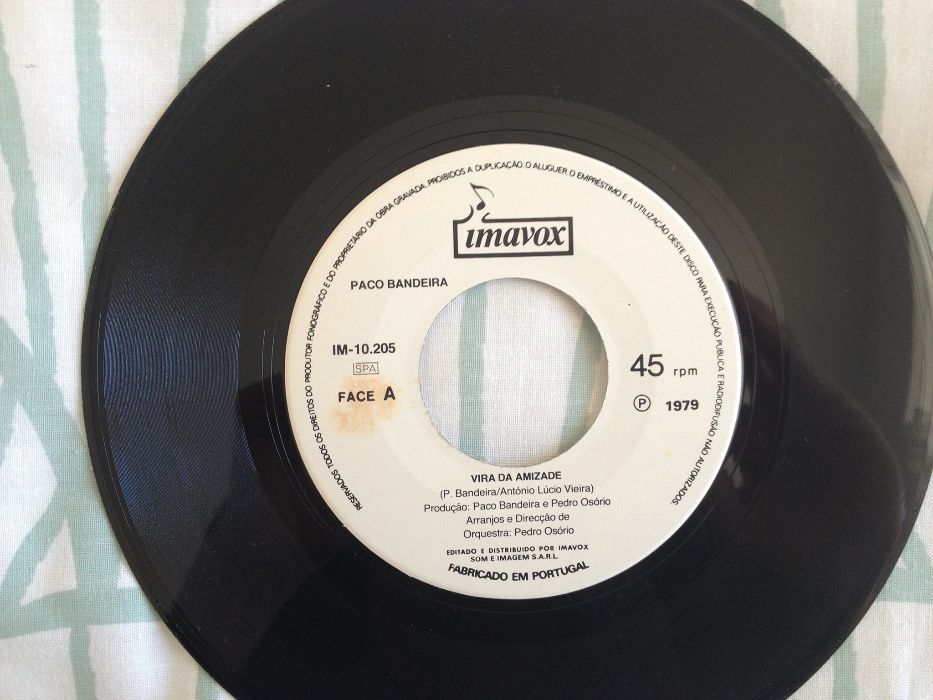 RESERVADOS TODOS OS DIREITOS DO PRODUTOR FONOGRÁFICO E DO PROPRIETÁRIO DA OBRA GRAVADA. PROIBIDOS A DUPLICAÇÃO. O ALUGUER. O EMPRÉSTIMO E A UTILIZAÇÃO DESTE DISCO PARA EXECUÇÃO PUBLICA E RADIODIFUSÃO NÃO AUTORIZADOS.
imavox
PACO BANDEIRA
IM-10.205
SPA
FACE A
45 rpm
Ⓟ 1979
VIRA DA AMIZADE
(P. Bandeira/António Lúcio Vieira)
Produção: Paco Bandeira e Pedro Osório
Arranjos e Direcção de
Orquestra: Pedro Osório
EDITADO E DISTRIBUIDO POR IMAVOX
SOM E IMAGEM S.A.R.L.
FABRICADO EM PORTUGAL